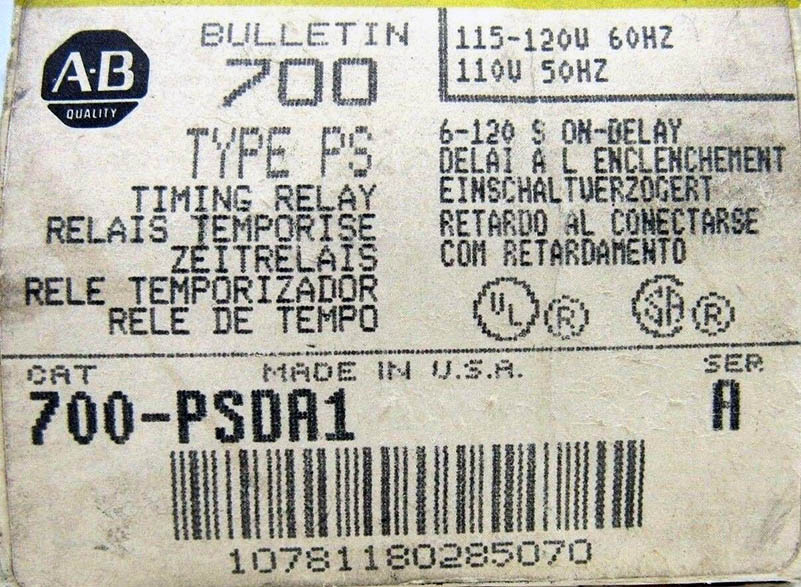 A-B
QUALITY
BULLETIN
700
TYPE PS
TIMING RELAY
RELAIS TEMPORISE
ZEITRELAIS
RELE TEMPORIZADOR
RELE DE TEMPO
115-120V 60HZ
110V 50HZ
6-120 S ON-DELAY
DELAI A L ENCLENCHEMENT
EINSCHALTVERZOGERT
RETARDO AL CONECTARSE
COM RETARDAMENTO
UL ® SA ®
CAT MADE IN U.S.A. SER
700-PSDA1 A
10781180285070